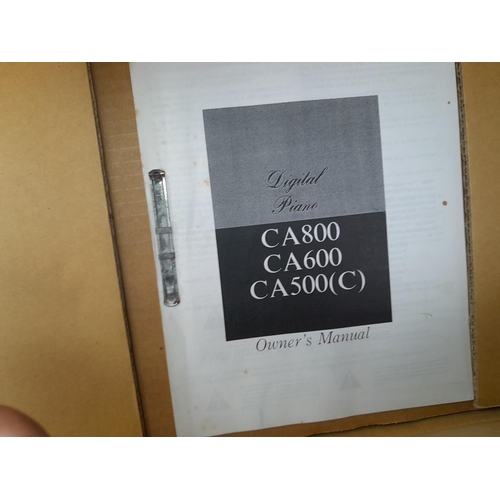 Digital
Piano
CA800
CA600
CA500(C)
Owner's Manual